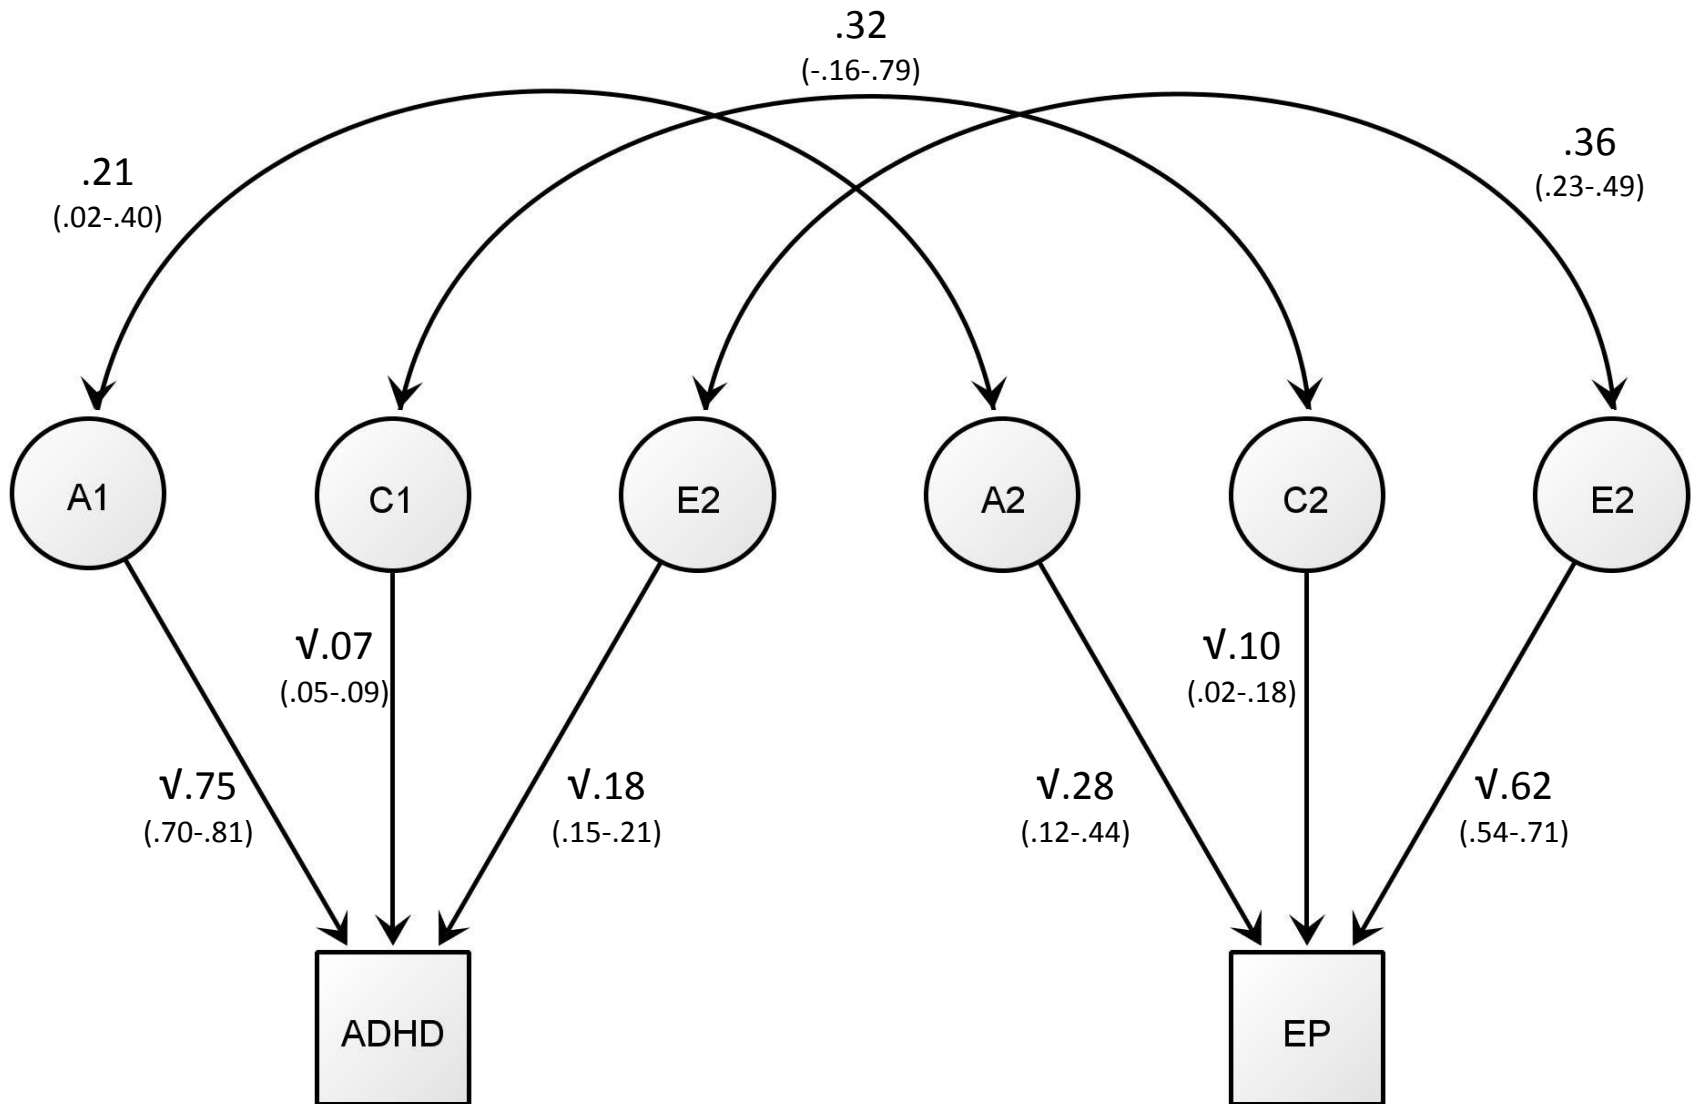 .32
(-.16-.79)
.21
(.02-.40)
.36
(.23-.49)
A1
C1
E2
A2
C2
E2
√.07
(.05-.09)
√.10
(.02-.18)
√.75
(.70-.81)
√.18
(.15-.21)
√.28
(.12-.44)
√.62
(.54-.71)
ADHD
EP